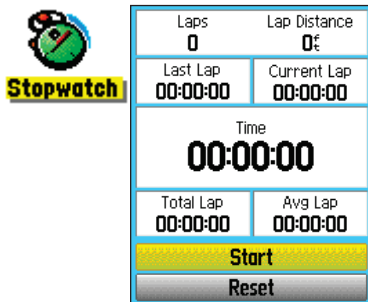 Stopwatch
Laps Lap Distance
0 0ft
Last Lap Current Lap
00:00:00 00:00:00
Time
00:00:00
Total Lap Avg Lap
00:00:00 00:00:00
Start
Reset